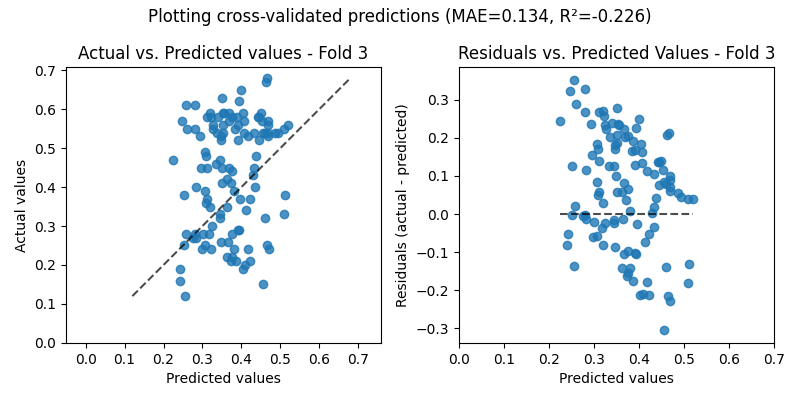 Plotting cross-validated predictions (MAE=0.134, R²=-0.226)
Actual vs. Predicted values - Fold 3
Actual values
0.7
0.6
0.5
0.4
0.3
0.2
0.1
0.0
0.0 0.1 0.2 0.3 0.4 0.5 0.6 0.7
Predicted values
Residuals vs. Predicted Values - Fold 3
Residuals (actual - predicted)
0.3
0.2
0.1
0.0
−0.1
−0.2
−0.3
0.0 0.1 0.2 0.3 0.4 0.5 0.6 0.7
Predicted values